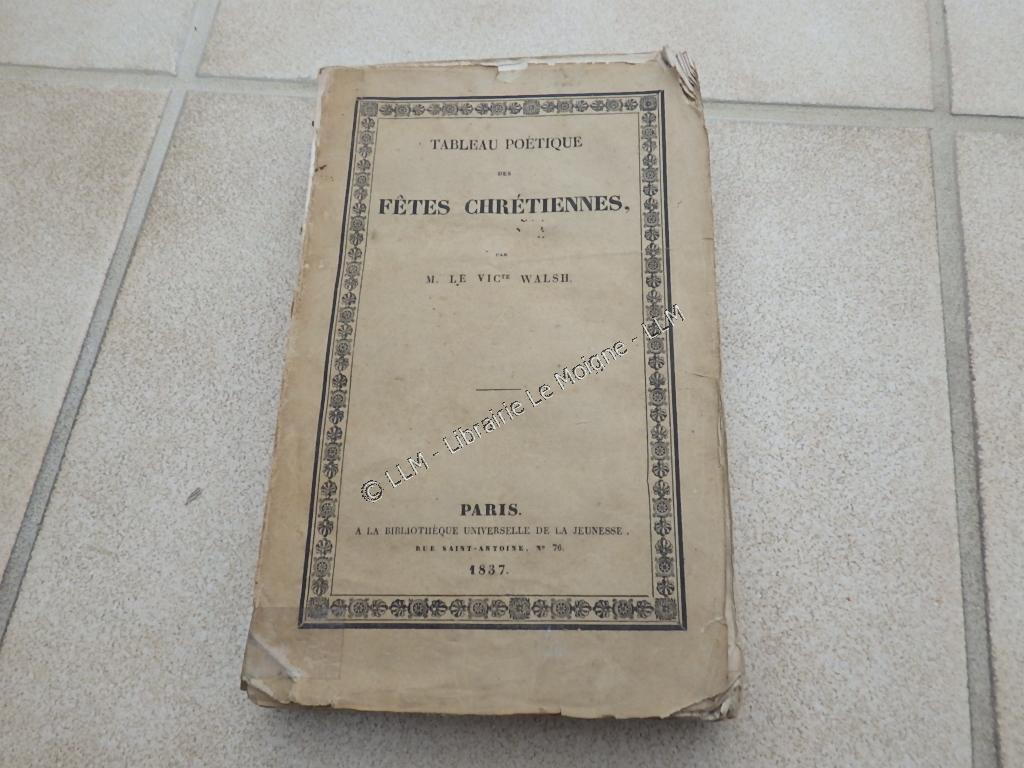 TABLEAU POÉTIQUE
DES
FÊTES CHRÉTIENNES,
PAR
M. LE VICTE WALSH.
PARIS.
A LA BIBLIOTHÈQUE UNIVERSELLE DE LA JEUNESSE,
RUE SAINT-ANTOINE, No 76.
1837.
© LLM - Librairie Le Moigne - LLM